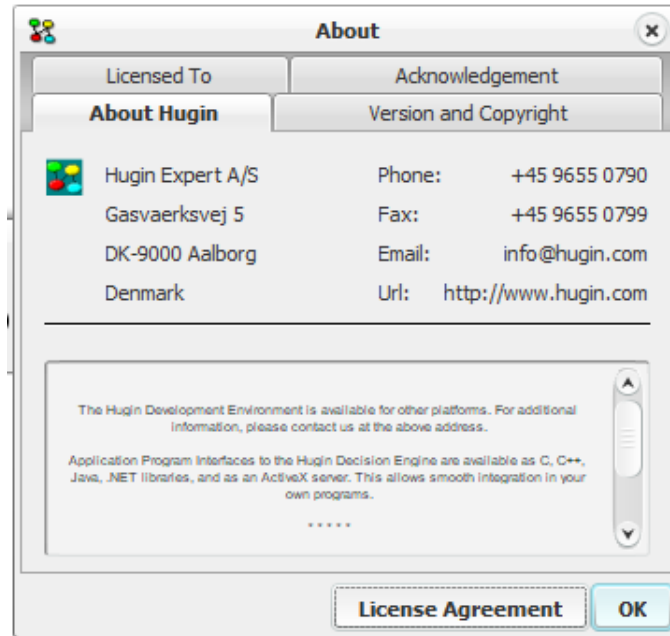 About
Licensed To
Acknowledgement
About Hugin
Version and Copyright
Hugin Expert A/S
Phone: +45 9655 0790
Gasvaerksvej 5
Fax: +45 9655 0799
DK-9000 Aalborg
Email: info@hugin.com
Denmark
Url: http://www.hugin.com
The Hugin Development Environment is available for other platforms. For additional
information, please contact us at the above address.
Application Program Interfaces to the Hugin Decision Engine are available as C, C++,
Java, .NET libraries, and as an ActiveX server. This allows smooth integration in your
own programs.
* * * * *
License Agreement
OK